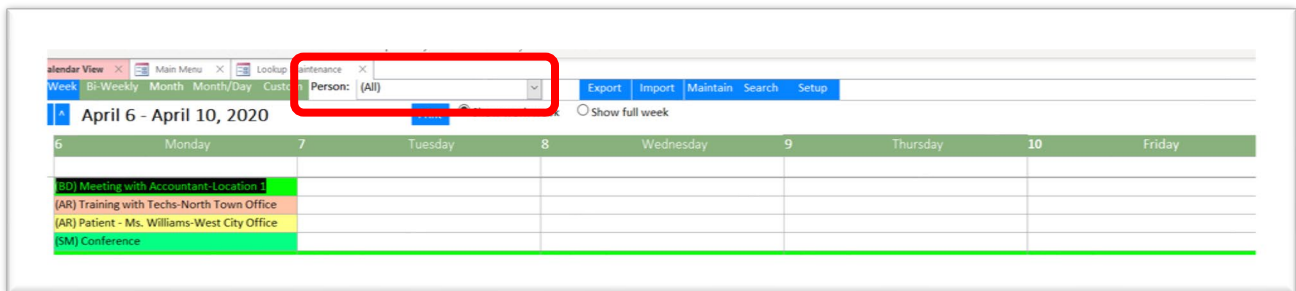 alendar View Main Menu Lookup aintenance
Week Bi-Weekly Month Month/Day Custo Person: (All) Export Import Maintain Search Setup
^ April 6 - April 10, 2020 Show full week
6 Monday 7 Tuesday 8 Wednesday 9 Thursday 10 Friday
(BD) Meeting with Accountant-Location 1
(AR) Training with Techs-North Town Office
(AR) Patient - Ms. Williams-West City Office
(SM) Conference